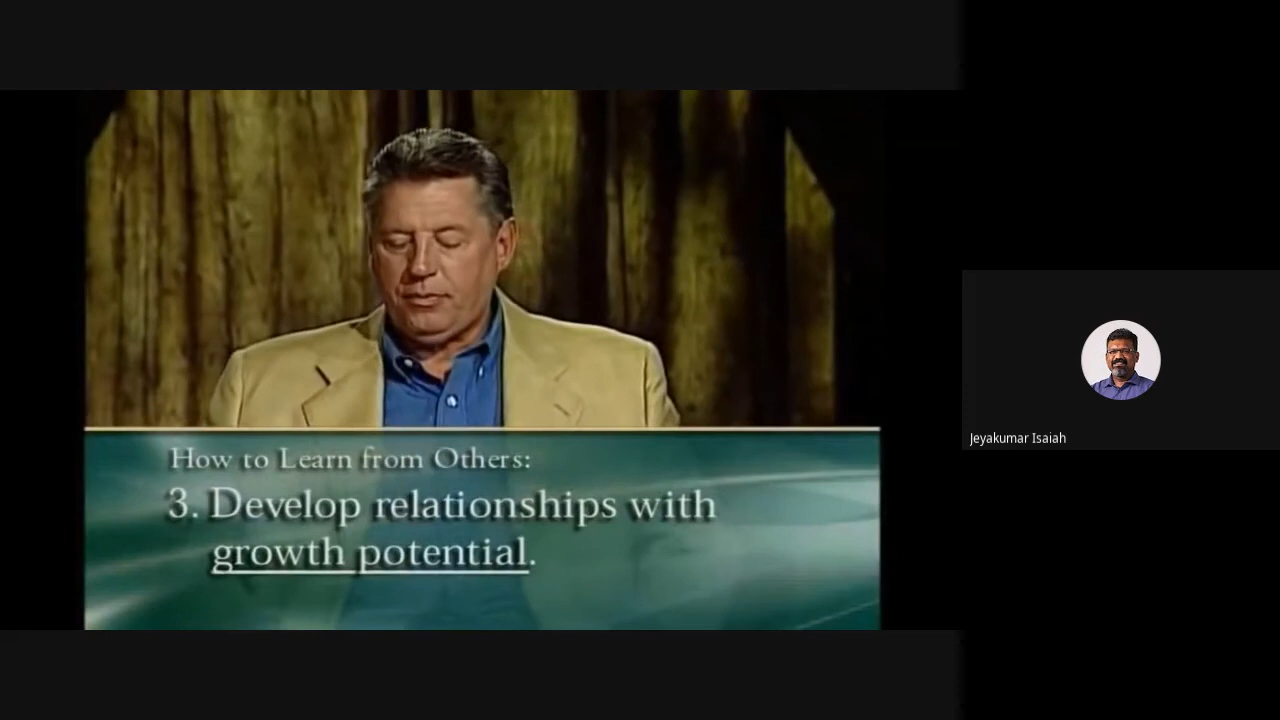 How to Learn from Others:
3. Develop relationships with
growth potential.
Jeyakumar Isaiah